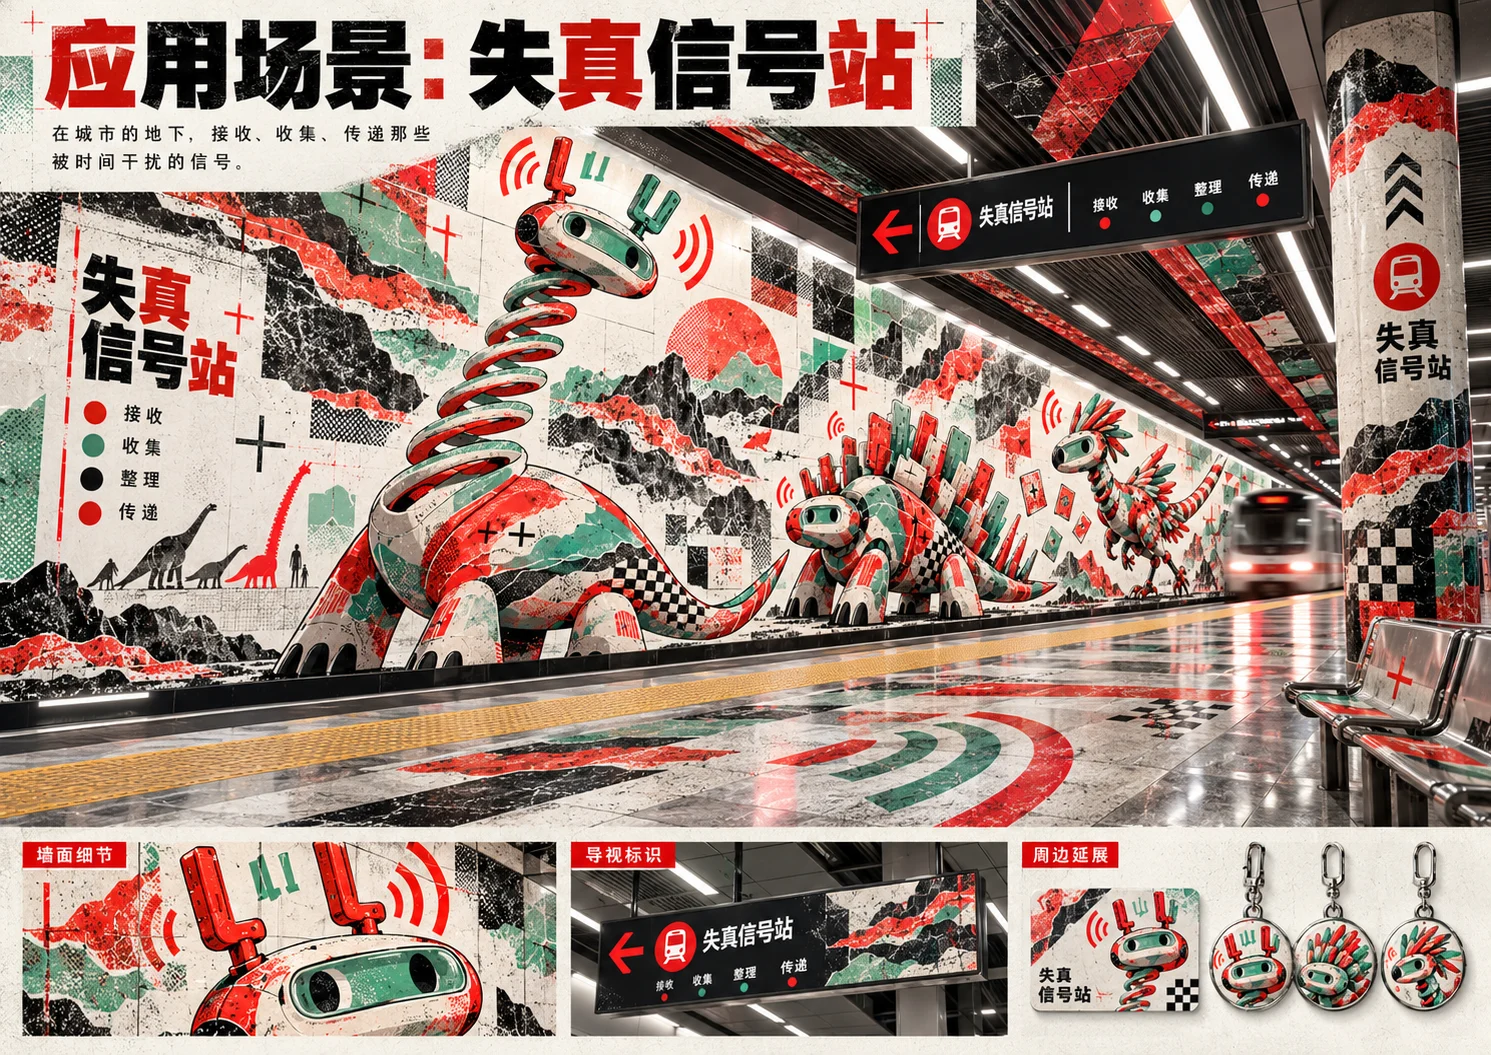 应用场景：失真信号站
在城市的地下，接收、收集、传递那些
被时间干扰的信号。
失真
信号站
接收
收集
整理
传递
失真信号站
接收
收集
整理
传递
失真
信号站
墙面细节
导视标识
失真信号站
接收
收集
整理
传递
周边延展
失真
信号站